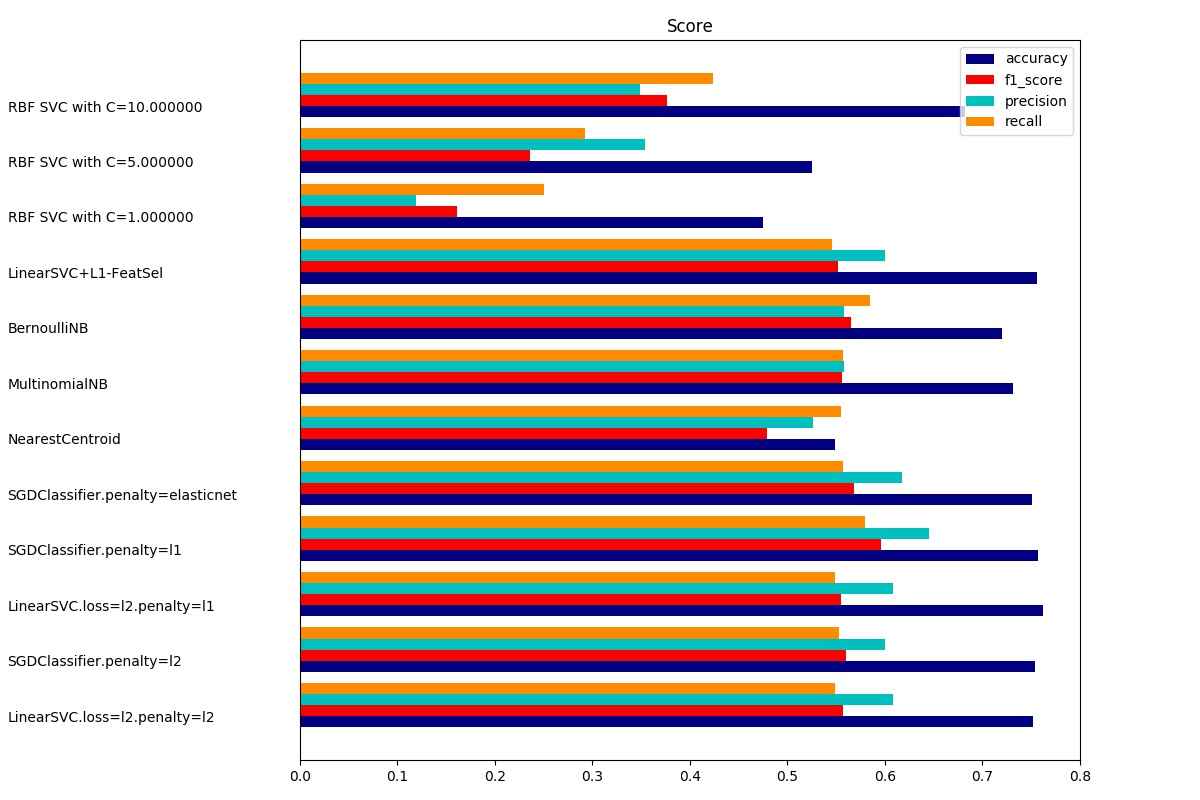 Score
accuracy
f1_score
precision
recall
RBF SVC with C=10.000000
RBF SVC with C=5.000000
RBF SVC with C=1.000000
LinearSVC+L1-FeatSel
BernoulliNB
MultinomialNB
NearestCentroid
SGDClassifier.penalty=elasticnet
SGDClassifier.penalty=l1
LinearSVC.loss=l2.penalty=l1
SGDClassifier.penalty=l2
LinearSVC.loss=l2.penalty=l2
0.0 0.1 0.2 0.3 0.4 0.5 0.6 0.7 0.8